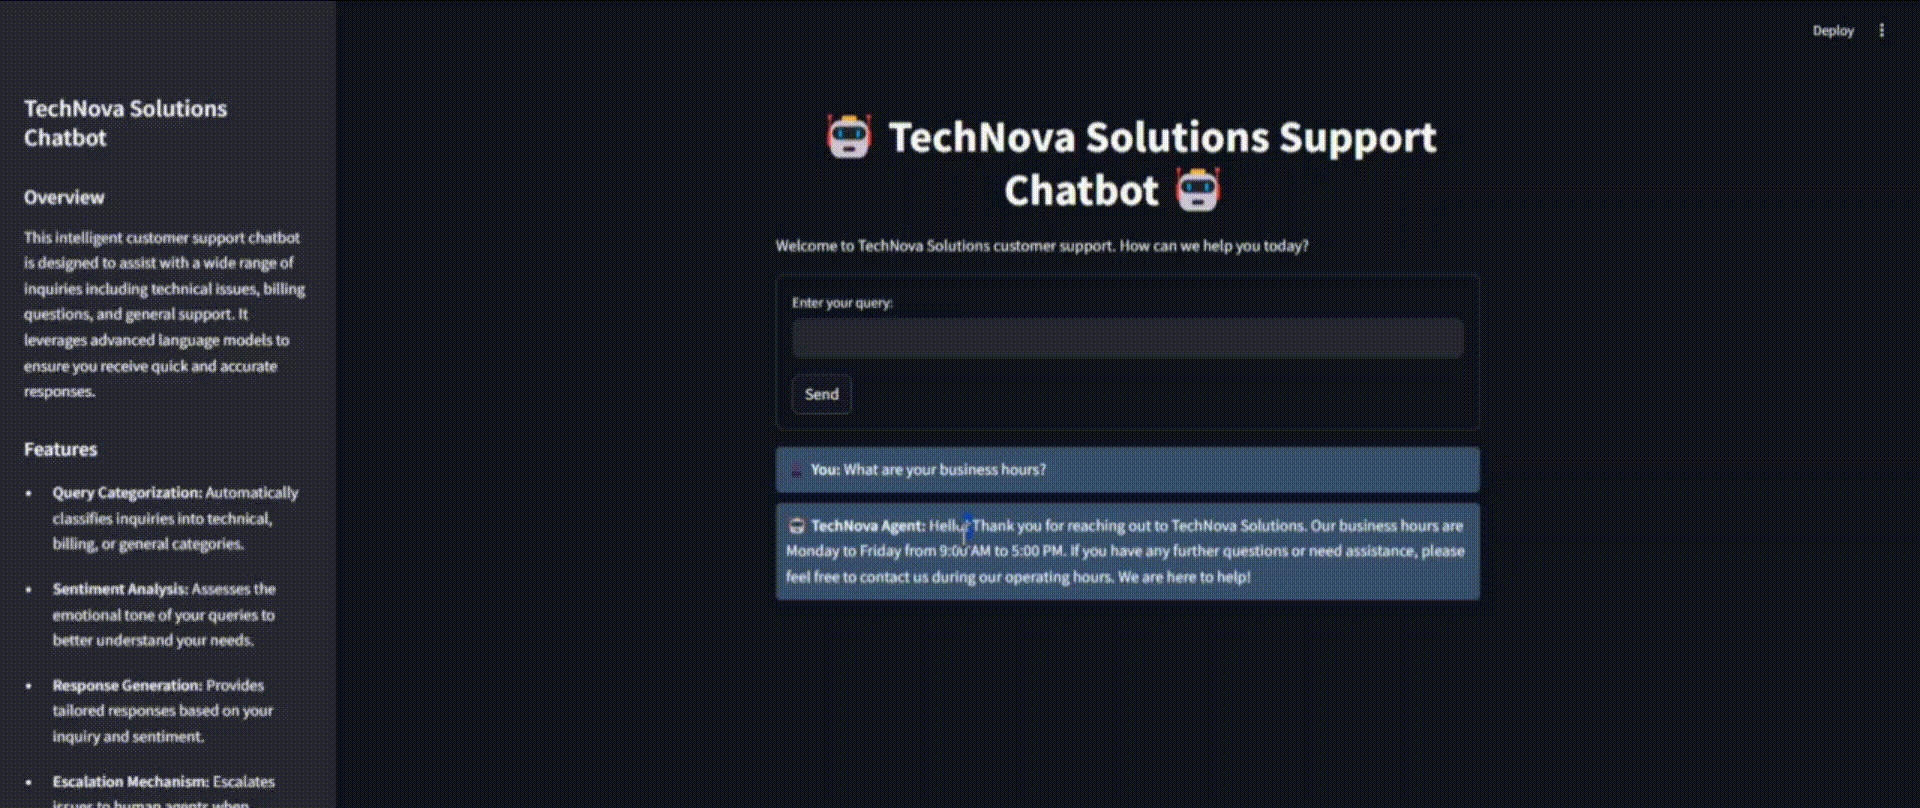 Deploy
TechNova Solutions
Chatbot
Overview
This intelligent customer support chatbot
is designed to assist with a wide range of
inquiries including technical issues, billing
questions, and general support. It
leverages advanced language models to
ensure you receive quick and accurate
responses.
Features
• Query Categorization: Automatically
classifies inquiries into technical,
billing, or general categories.
• Sentiment Analysis: Assesses the
emotional tone of your queries to
better understand your needs.
• Response Generation: Provides
tailored responses based on your
inquiry and sentiment.
• Escalation Mechanism: Escalates
issues to human agents when
TechNova Solutions Support
Chatbot
Welcome to TechNova Solutions customer support. How can we help you today?
Enter your query:
Send
You: What are your business hours?
TechNova Agent: Hello! Thank you for reaching out to TechNova Solutions. Our business hours are
Monday to Friday from 9:00 AM to 5:00 PM. If you have any further questions or need assistance, please
feel free to contact us during our operating hours. We are here to help!